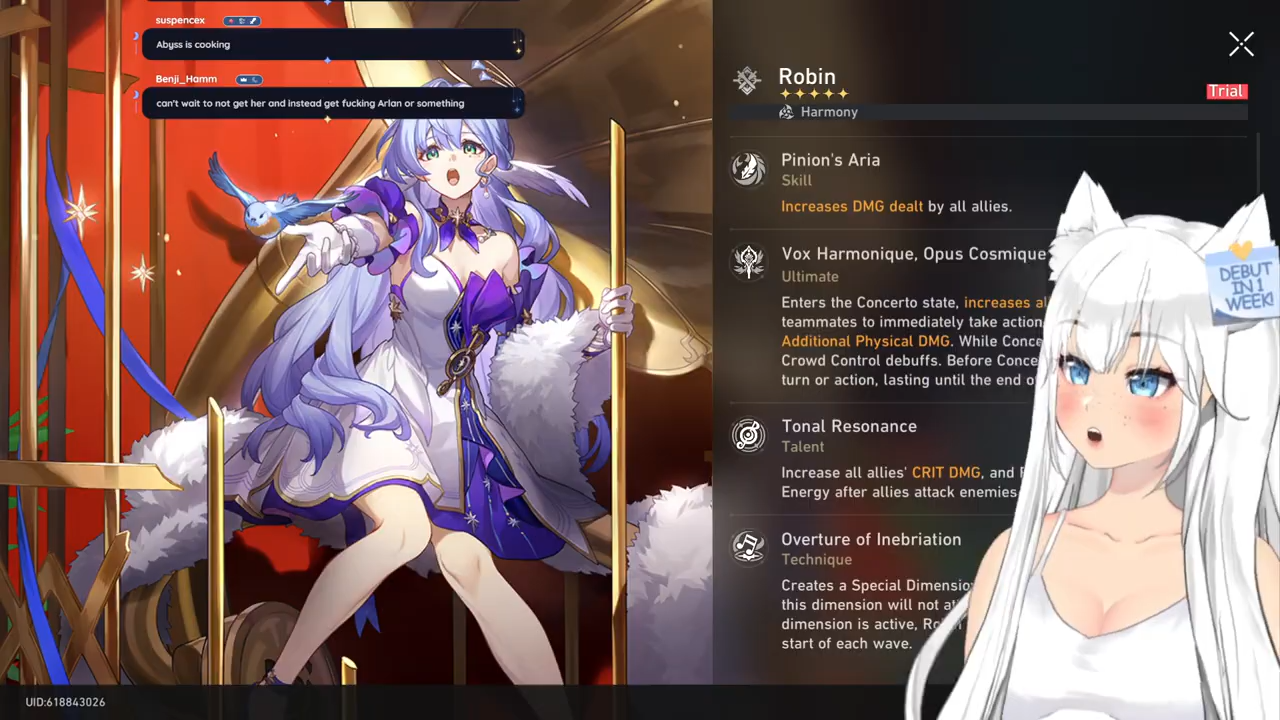 suspencex
Abyss is cooking
Benji_Hamm
can't wait to not get her and instead get fucking Arlan or something
Robin
Trial
Harmony
Pinion's Aria
Skill
Increases DMG dealt by all allies.
Vox Harmonique, Opus Cosmique
Ultimate
Enters the Concerto state, increases al
teammates to immediately take action
Additional Physical DMG. While Conce
Crowd Control debuffs. Before Conce
turn or action, lasting until the end o
Tonal Resonance
Talent
Increase all allies' CRIT DMG, and
Energy after allies attack enemies
Overture of Inebriation
Technique
Creates a Special Dimensio
this dimension will not at
dimension is active, Ro
start of each wave.
DEBUT
IN 1
WEEK!
UID:618843026